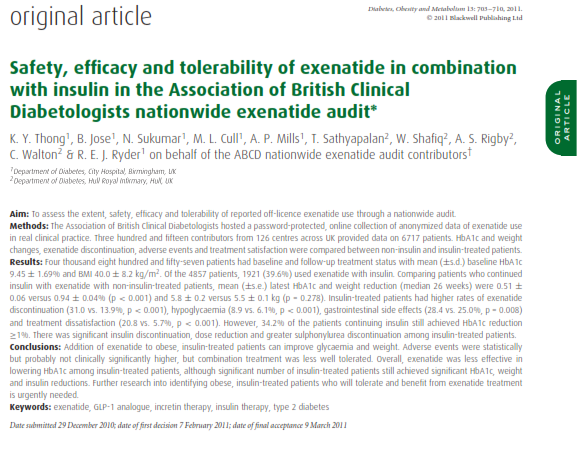 original article
Diabetes, Obesity and Metabolism 13: 703–710, 2011.
© 2011 Blackwell Publishing Ltd
Safety, efficacy and tolerability of exenatide in combination
with insulin in the Association of British Clinical
Diabetologists nationwide exenatide audit*
ORIGINAL
ARTICLE
K. Y. Thong1, B. Jose1, N. Sukumar1, M. L. Cull1, A. P. Mills1, T. Sathyapalan2, W. Shafiq2, A. S. Rigby2,
C. Walton2 & R. E. J. Ryder1 on behalf of the ABCD nationwide exenatide audit contributors†
1Department of Diabetes, City Hospital, Birmingham, UK
2Department of Diabetes, Hull Royal Infirmary, Hull, UK
Aim: To assess the extent, safety, efficacy and tolerability of reported off-licence exenatide use through a nationwide audit.
Methods: The Association of British Clinical Diabetologists hosted a password-protected, online collection of anonymized data of exenatide use
in real clinical practice. Three hundred and fifteen contributors from 126 centres across UK provided data on 6717 patients. HbA1c and weight
changes, exenatide discontinuation, adverse events and treatment satisfaction were compared between non-insulin and insulin-treated patients.
Results: Four thousand eight hundred and fifty-seven patients had baseline and follow-up treatment status with mean (±s.d.) baseline HbA1c
9.45 ± 1.69% and BMI 40.0 ± 8.2 kg/m2. Of the 4857 patients, 1921 (39.6%) used exenatide with insulin. Comparing patients who continued
insulin with exenatide with non-insulin-treated patients, mean (±s.e.) latest HbA1c and weight reduction (median 26 weeks) were 0.51 ±
0.06 versus 0.94 ± 0.04% (p < 0.001) and 5.8 ± 0.2 versus 5.5 ± 0.1 kg (p = 0.278). Insulin-treated patients had higher rates of exenatide
discontinuation (31.0 vs. 13.9%, p < 0.001), hypoglycaemia (8.9 vs. 6.1%, p < 0.001), gastrointestinal side effects (28.4 vs. 25.0%, p = 0.008)
and treatment dissatisfaction (20.8 vs. 5.7%, p < 0.001). However, 34.2% of the patients continuing insulin still achieved HbA1c reduction
≥1%. There was significant insulin discontinuation, dose reduction and greater sulphonylurea discontinuation among insulin-treated patients.
Conclusions: Addition of exenatide to obese, insulin-treated patients can improve glycaemia and weight. Adverse events were statistically
but probably not clinically significantly higher, but combination treatment was less well tolerated. Overall, exenatide was less effective in
lowering HbA1c among insulin-treated patients, although significant number of insulin-treated patients still achieved significant HbA1c, weight
and insulin reductions. Further research into identifying obese, insulin-treated patients who will tolerate and benefit from exenatide treatment
is urgently needed.
Keywords: exenatide, GLP-1 analogue, incretin therapy, insulin therapy, type 2 diabetes
Date submitted 29 December 2010; date of first decision 7 February 2011; date of final acceptance 9 March 2011